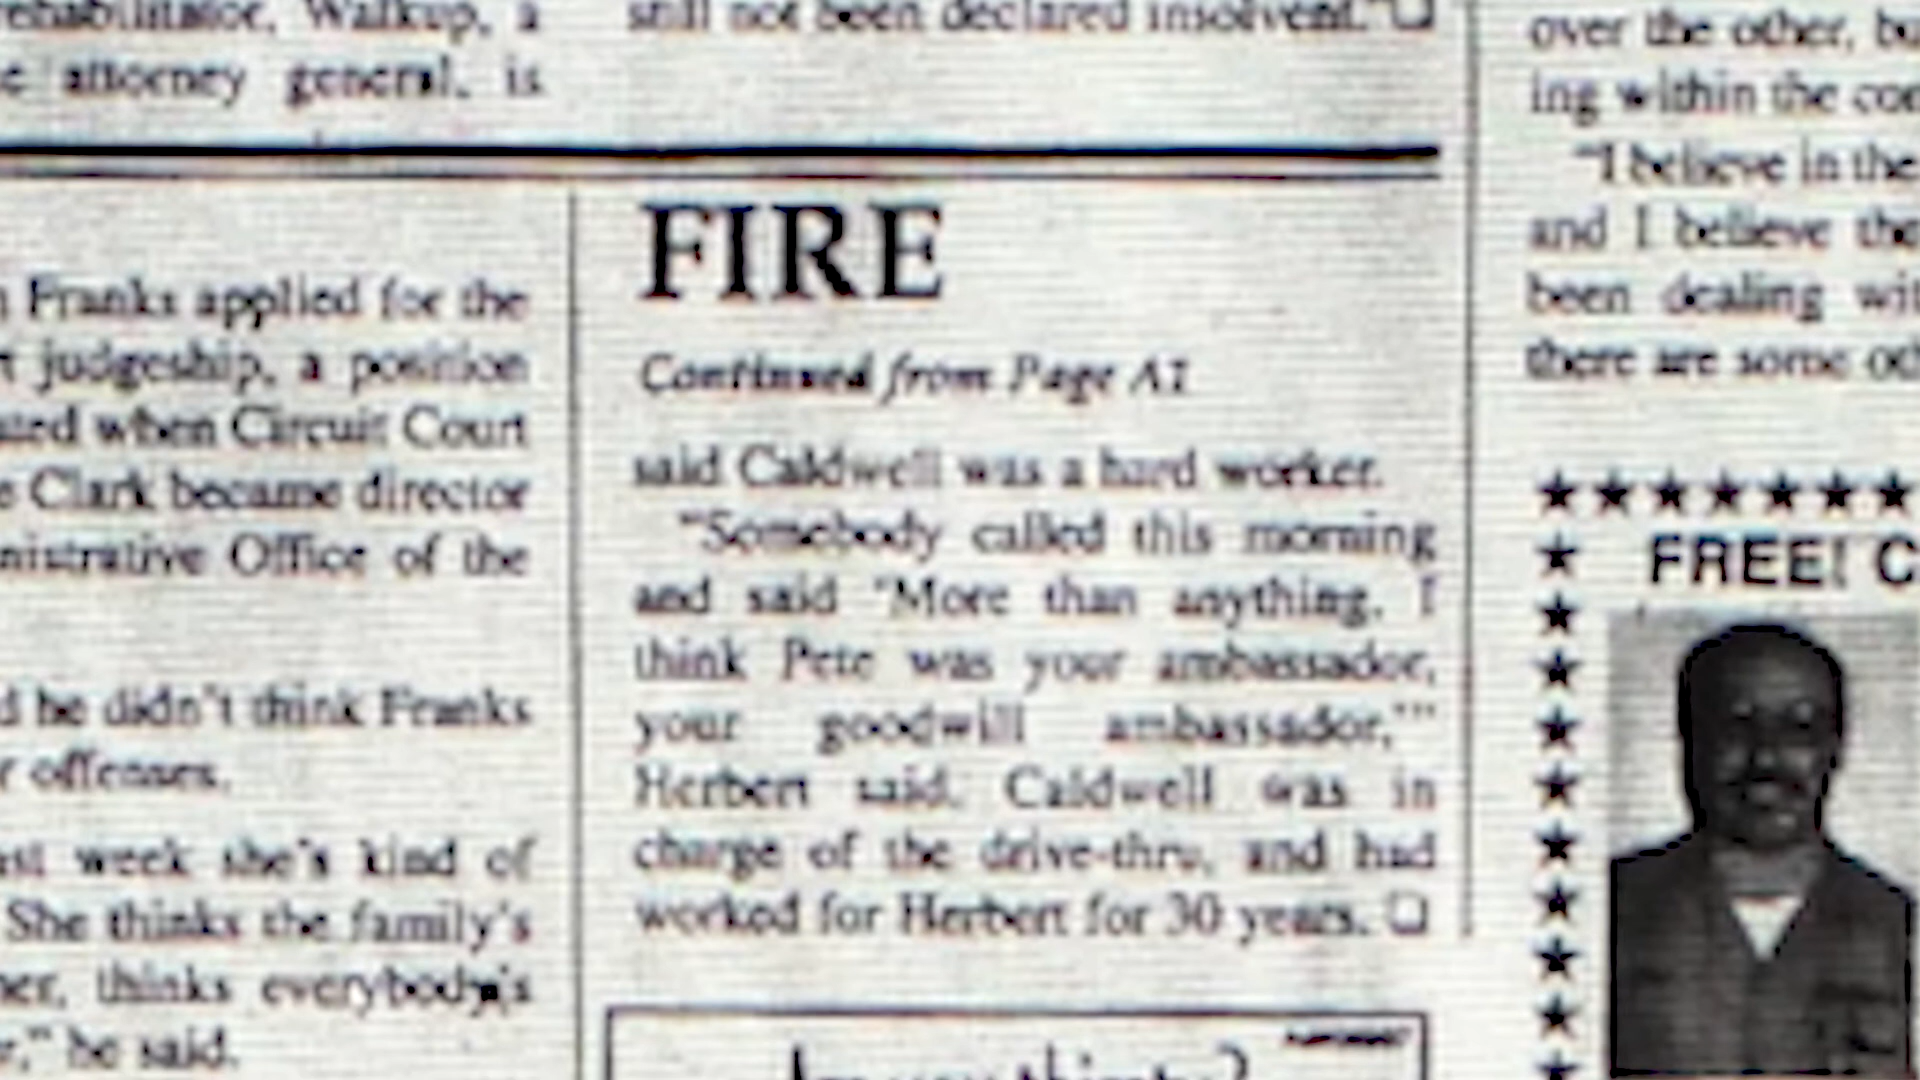 rehabilitator, Walkup, a
attorney general, is
Franks applied for the
judgeship, a position
when Circuit Court
Clark became director
Office of the
he didn't think Franks
offenses.
week she's kind of
She thinks the family's
thinks everybody's
," he said.
still not been declared insolvent." ❏
FIRE
Continued from Page A1
said Caldwell was a hard worker.
"Somebody called this morning
and said 'More than anything, I
think Pete was your ambassador,
your goodwill ambassador,'"
Herbert said. Caldwell was in
charge of the drive-thru, and had
worked for Herbert for 30 years. ❏
over the other,
ing within the
"I believe in the
and I believe
been dealing
there are some
★★★★★★★
FREE!